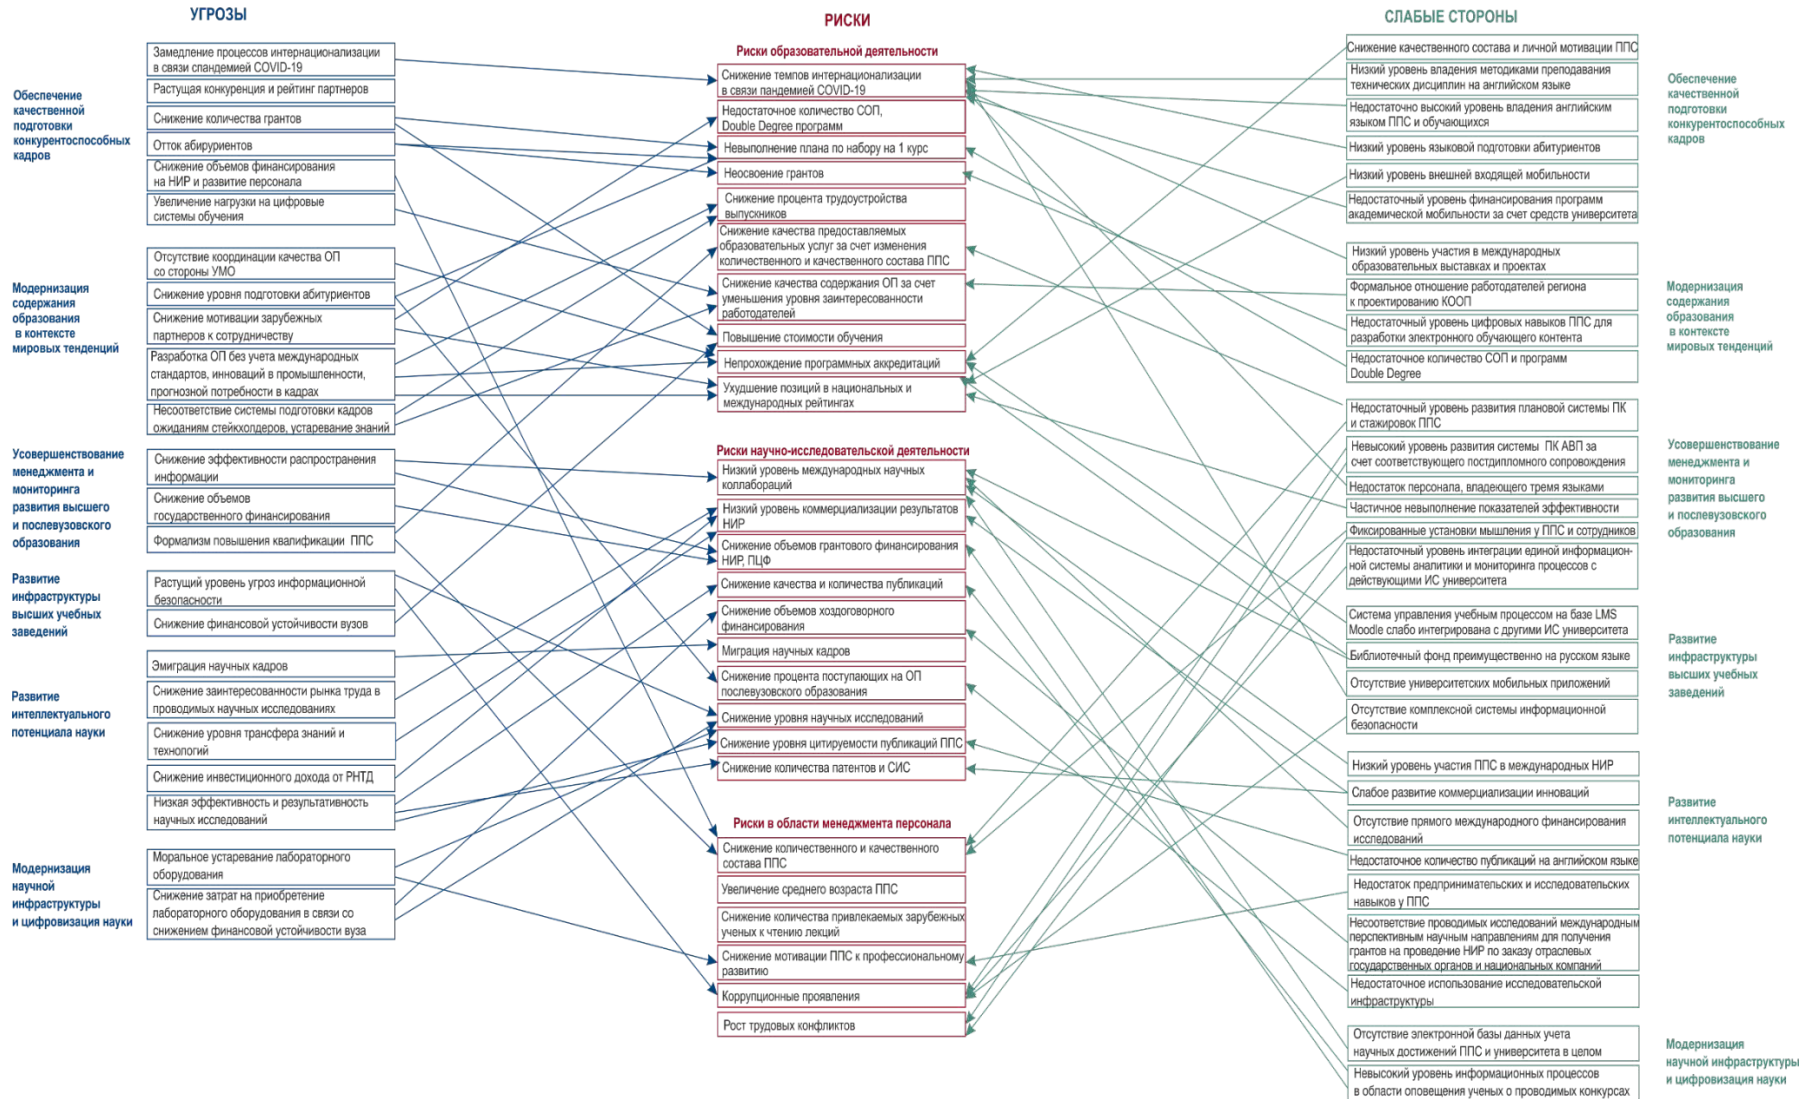 УГРОЗЫ
Обеспечение
качественной
подготовки
конкурентоспособных
кадров
Замедление процессов интернационализации
в связи спандемией COVID-19
Растущая конкуренция и рейтинг партнеров
Снижение количества грантов
Отток абируриентов
Снижение объемов финансирования
на НИР и развитие персонала
Увеличение нагрузки на цифровые
системы обучения
Модернизация
содержания
образования
в контексте
мировых тенденций
Отсутствие координации качества ОП
со стороны УМО
Снижение уровня подготовки абитуриентов
Снижении мотивации зарубежных
партнеров к сотрудничеству
Разработка ОП без учета международных
стандартов, инноваций в промышленности,
прогнозной потребности в кадрах
Несоответствие системы подготовки кадров
ожиданиям стейкхолдеров, устаревание знаний
Усовершенствование
менеджмента и
мониторинга
развития высшего
и послевузовского
образования
Снижение эффективности распространения
информации
Снижение объемов
государственного финансирования
Формализм повышения квалификации ППС
Развитие
инфраструктуры
высших учебных
заведений
Растущий уровень угроз информационной
безопасности
Снижение финансовой устойчивости вузов
Развитие
интеллектуального
потенциала науки
Эмиграция научных кадров
Снижение заинтересованности рынка труда в
проводимых научных исследованиях
Снижение уровня трансфера знаний и
технологий
Снижение инвестиционного дохода от РНТД
Низкая эффективность и результативность
научных исследований
Модернизация
научной
инфраструктуры
и цифровизация науки
Моральное устаревание лабораторного
оборудования
Снижение затрат на приобретение
лабораторного оборудования в связи со
снижением финансовой устойчивости вуза
РИСКИ
Риски образовательной деятельности
Снижение темпов интернационализации
в связи пандемией COVID-19
Недостаточное количество СОП,
Double Degree программ
Невыполение плана по набору на 1 курс
Неосвоение грантов
Снижение процента трудоустройства
выпускников
Снижение качества предоставляемых
образовательных услуг за счет изменения
количественного и качественного состава ППС
Снижение качества содержания ОП за счет
уменьшения уровня заинтересованности
работодателей
Повышение стоимости обучения
Непрохождение программных аккредитаций
Ухудшение позиций в национальных и
международных рейтингах
Риски научно-исследовательской деятельности
Низкий уровень международных научных
коллабораций
Низкий уровень коммерциализации результатов
НИР
Снижение объемов грантового финансирования
НИР, ПЦФ
Снижение качества и количества публикаций
Снижение объемов хоздоговорного
финансирования
Миграция научных кадров
Снижение процента поступающих на ОП
послевузовского образования
Снижение уровня научных исследований
Снижение уровня цитируемости публикаций ППС
Снижение количества патентов и СИС
Риски в области менеджмента персонала
Снижение количественного и качественного
состава ППС
Увеличение среднего возраста ППС
Снижение количества привлекаемых зарубежных
ученых к чтению лекций
Снижение мотивации ППС к профессиональному
развитию
Коррупционные проявления
Рост трудовых конфликтов
СЛАБЫЕ СТОРОНЫ
Снижение качественного состава и личной мотивации ППС
Низкий уровень владения методиками преподавания
технических дисциплин на английском языке
Недостаточно высокий уровень владения английским
языком ППС и обучающихся
Низкий уровень языковой подготовки абитуриентов
Низкий уровень внешней входящей мобильности
Недостаточный уровень финансирования программ
академической мобильности за счет средств университета
Обеспечение
качественной
подготовки
конкурентоспособных
кадров
Низкий уровень участия в международных
образовательных выставках и проектах
Формальное отношение работодателей региона
к проектированию КООП
Недостаточный уровень цифровых навыков ППС для
разработки электронного обучающего контента
Недостаточное количество СОП и программ
Double Degree
Модернизация
содержания
образования
в контексте
мировых тенденций
Недостаточный уровень развития плановой системы ПК
и стажировок ППС
Невысокий уровень развития системы ПК АВП за
счет соответствующего постдипломного сопровождения
Недостаток персонала, владеющего тремя языками
Частичное невыполнение показателей эффективности
Фиксированные установки мышления у ППС и сотрудников
Недостаточный уровень интеграции единой информацион-
ной системы аналитики и мониторинга процессов с
действующими ИС университета
Усовершенствование
менеджмента и
мониторинга
развития высшего
и послевузовского
образования
Система управления учебным процессом на базе LMS
Moodle слабо интегрирована с другими ИС университета
Библиотечный фонд преимущественно на русском языке
Отсутствие университетских мобильных приложений
Отсутствие комплексной системы информационной
безопасности
Развитие
инфраструктуры
высших учебных
заведений
Низкий уровень участия ППС в международных НИР
Слабое развитие коммерциализации инноваций
Отсутствие прямого международного финансирования
исследований
Недостаточное количество публикаций на английском языке
Недостаток предпринимательских и исследовательских
навыков у ППС
Несоответствие проводимых исследований международным
перспективным научным направлениям для получения
грантов на проведение НИР по заказу отраслевых
государственных органов и национальных компаний
Недостаточное использование исследовательской
инфраструктуры
Развитие
интеллектуального
потенциала науки
Отсутствие электронной базы данных учета
научных достижений ППС и университета в целом
Невысокий уровень информационных процессов
в области оповещения ученых о проводимых конкурсах
Модернизация
научной инфраструктуры
и цифровизация науки